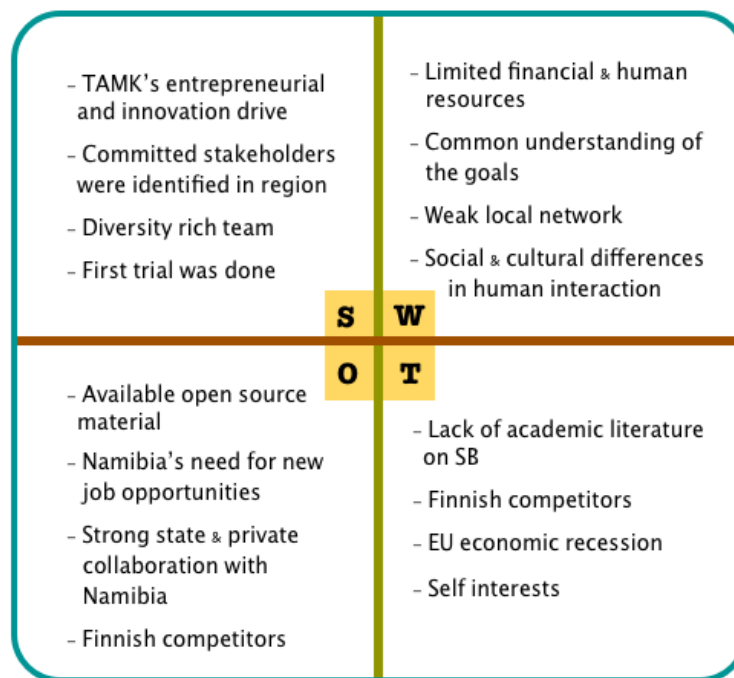 – TAMK's entrepreneurial
and innovation drive
– Committed stakeholders
were identified in region
– Diversity rich team
– First trial was done
– Limited financial & human
resources
– Common understanding of
the goals
– Weak local network
– Social & cultural differences
in human interaction
S W
O T
– Available open source
material
– Namibia's need for new
job opportunities
– Strong state & private
collaboration with
Namibia
– Finnish competitors
– Lack of academic literature
on SB
– Finnish competitors
– EU economic recession
– Self interests